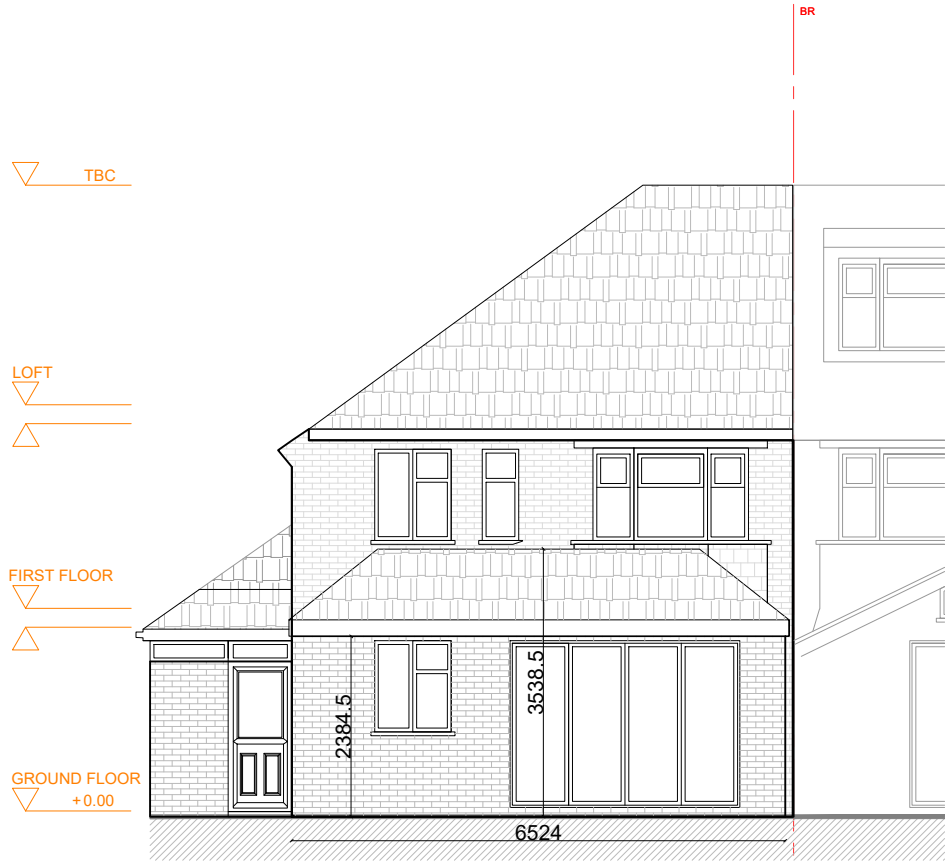 BR
TBC
LOFT
FIRST FLOOR
3538.5
2384.5
GROUND FLOOR
+0.00
6524